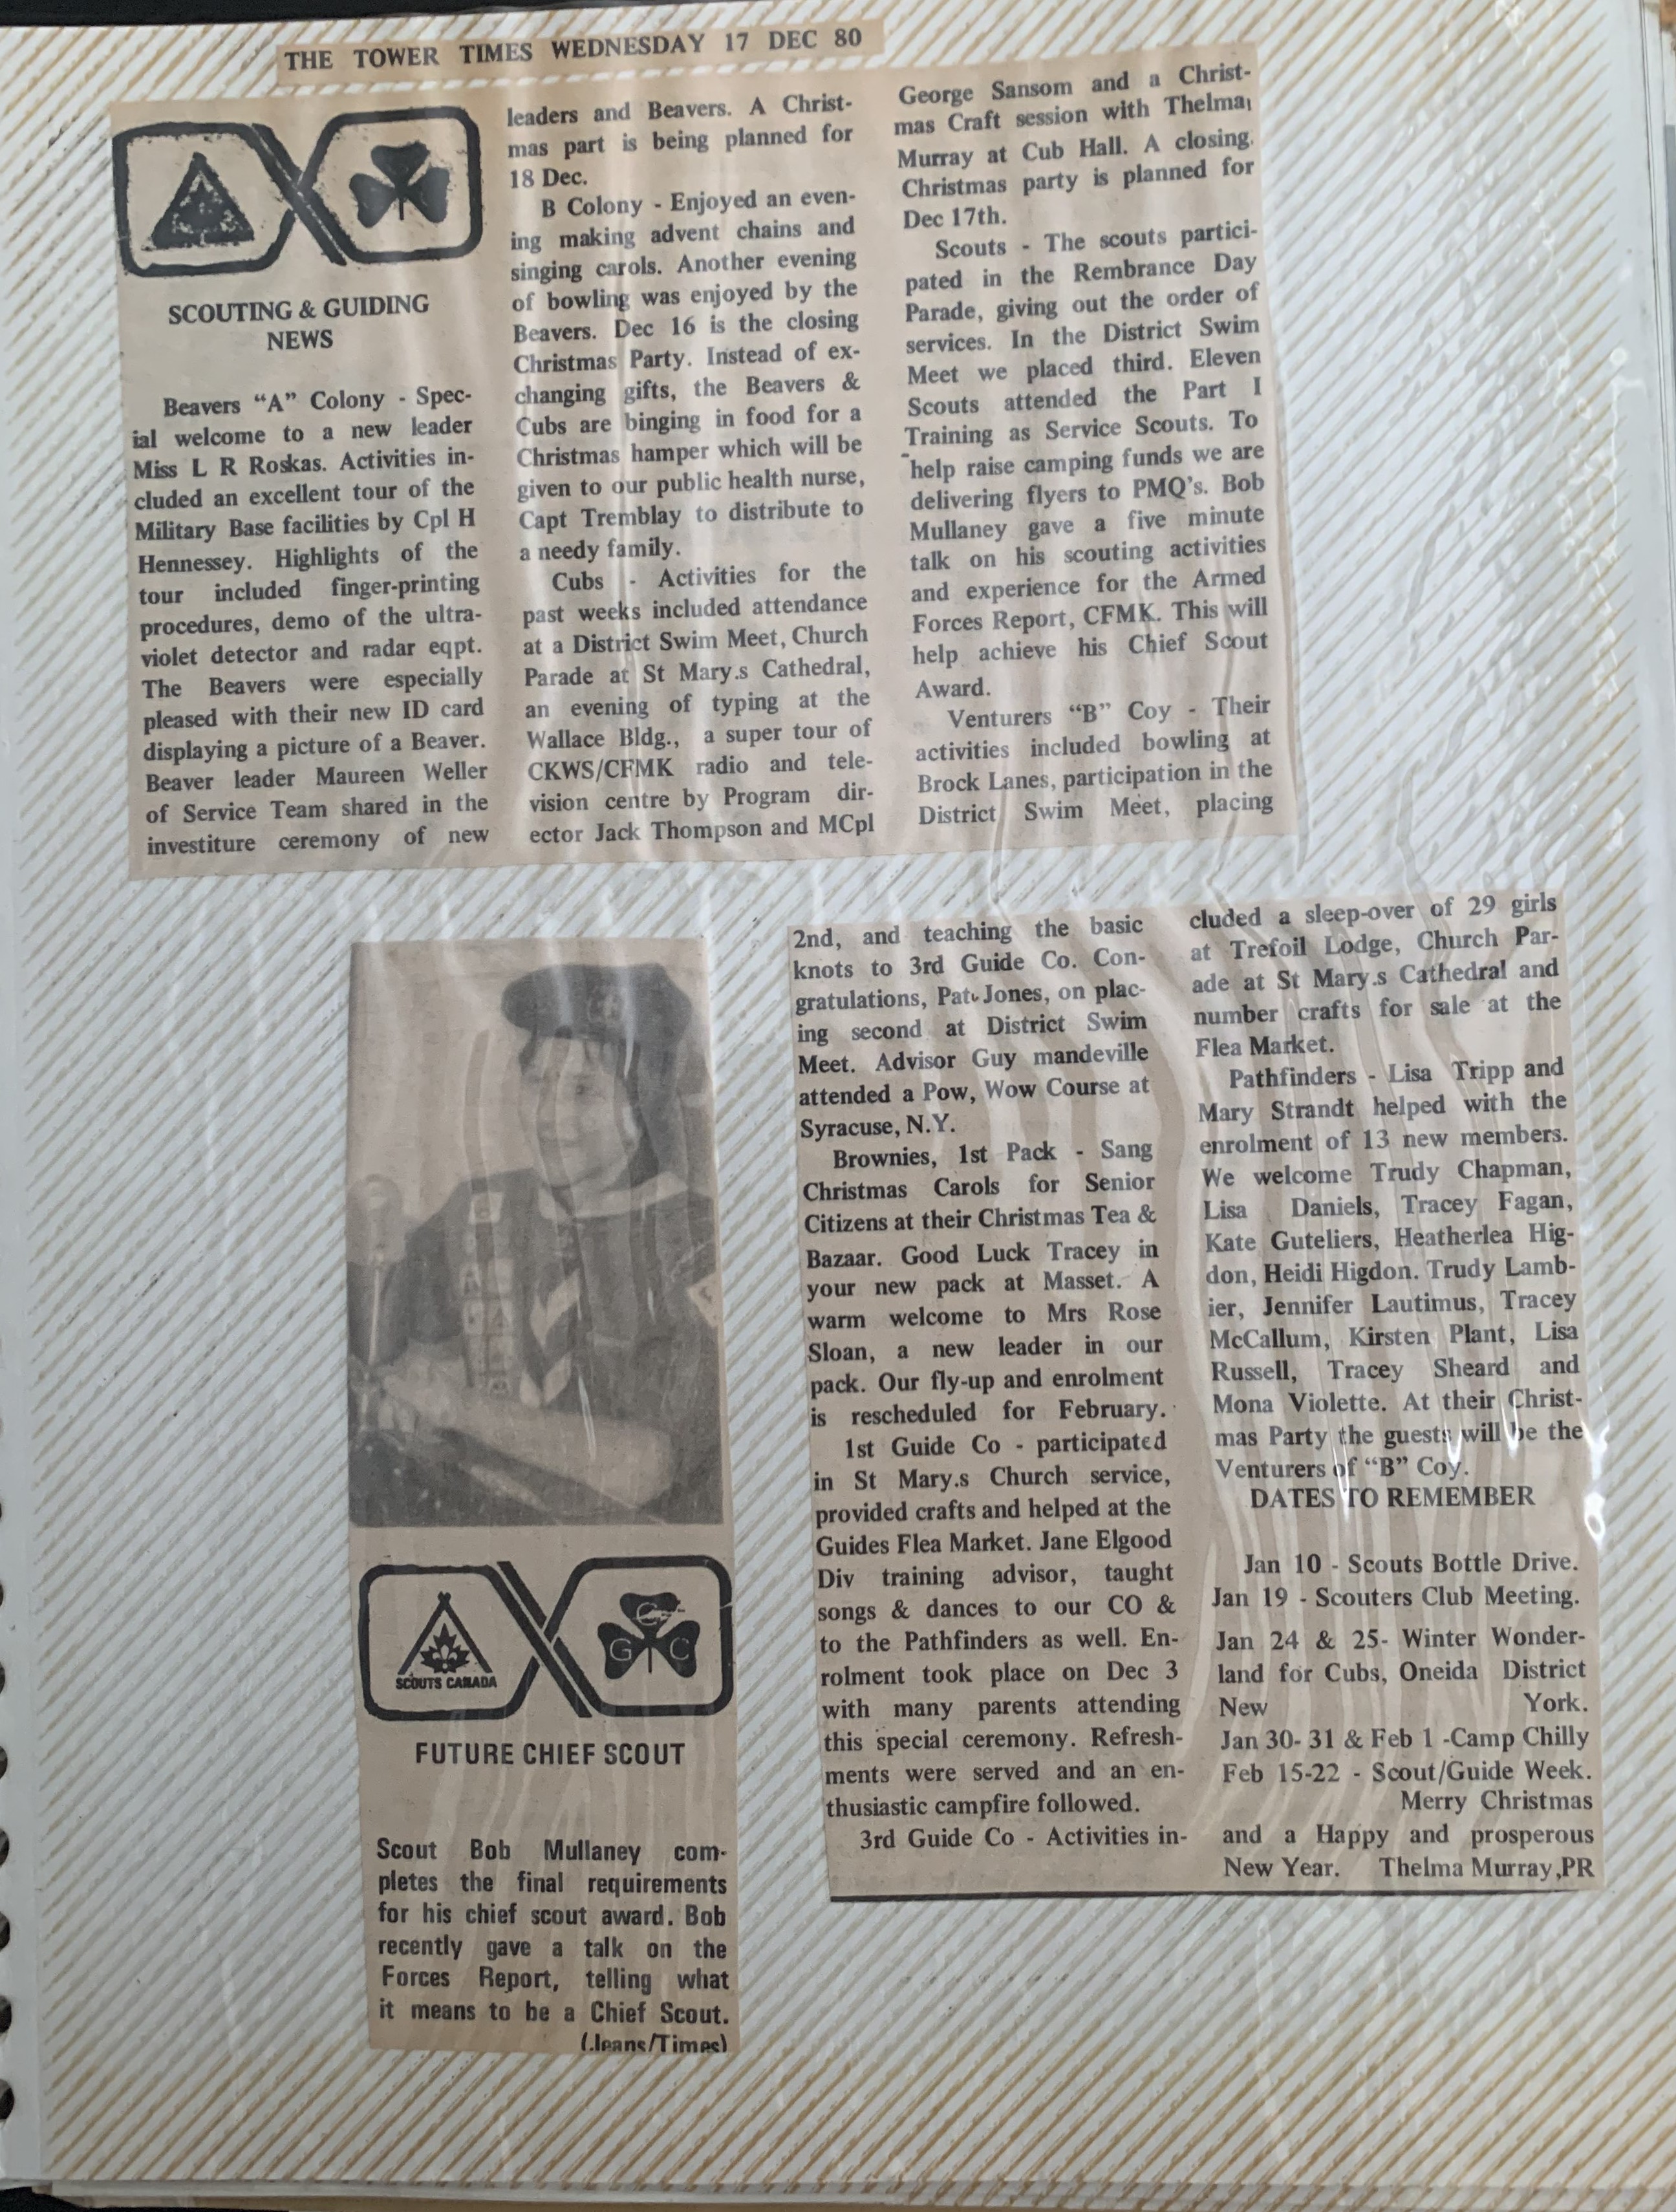 THE TOWER TIMES WEDNESDAY 17 DEC 80
SCOUTING & GUIDING
NEWS
Beavers "A" Colony - Spec-
ial welcome to a new leader
Miss L R Roskas. Activities in-
cluded an excellent tour of the
Military Base facilities by Cpl H
Hennessey. Highlights of the
tour included finger-printing
procedures, demo of the ultra-
violet detector and radar eqpt.
The Beavers were especially
pleased with their new ID card
displaying a picture of a Beaver.
Beaver leader Maureen Weller
of Service Team shared in the
investiture ceremony of new
leaders and Beavers. A Christ-
mas part is being planned for
18 Dec.
B Colony - Enjoyed an even-
ing making advent chains and
singing carols. Another evening
of bowling was enjoyed by the
Beavers. Dec 16 is the closing
Christmas Party. Instead of ex-
changing gifts, the Beavers &
Cubs are binging in food for a
Christmas hamper which will be
given to our public health nurse,
Capt Tremblay to distribute to
a needy family.
Cubs - Activities for the
past weeks included attendance
at a District Swim Meet, Church
Parade at St Mary.s Cathedral,
an evening of typing at the
Wallace Bldg., a super tour of
CKWS/CFMK radio and tele-
vision centre by Program dir-
ector Jack Thompson and MCpl
George Sansom and a Christ-
mas Craft session with Thelma
Murray at Cub Hall. A closing
Christmas party is planned for
Dec 17th.
Scouts - The scouts partici-
pated in the Rembrance Day
Parade, giving out the order of
services. In the District Swim
Meet we placed third. Eleven
Scouts attended the Part I
Training as Service Scouts. To
help raise camping funds we are
delivering flyers to PMQ's. Bob
Mullaney gave a five minute
talk on his scouting activities
and experience for the Armed
Forces Report, CFMK. This will
help achieve his Chief Scout
Award.
Venturers "B" Coy - Their
activities included bowling at
Brock Lanes, participation in the
District Swim Meet, placing
2nd, and teaching the basic
knots to 3rd Guide Co. Con-
gratulations, Pat Jones, on plac-
ing second at District Swim
Meet. Advisor Guy mandeville
attended a Pow, Wow Course at
Syracuse, N.Y.
Brownies, 1st Pack - Sang
Christmas Carols for Senior
Citizens at their Christmas Tea &
Bazaar. Good Luck Tracey in
your new pack at Masset. A
warm welcome to Mrs Rose
Sloan, a new leader in our
pack. Our fly-up and enrolment
is rescheduled for February.
1st Guide Co - participated
in St Mary.s Church service,
provided crafts and helped at the
Guides Flea Market. Jane Elgood
Div training advisor, taught
songs & dances to our CO &
to the Pathfinders as well. En-
rolment took place on Dec 3
with many parents attending
this special ceremony. Refresh-
ments were served and an en-
thusiastic campfire followed.
3rd Guide Co - Activities in-
cluded a sleep-over of 29 girls
at Trefoil Lodge, Church Par-
ade at St Mary.s Cathedral and
number crafts for sale at the
Flea Market.
Pathfinders - Lisa Tripp and
Mary Strandt helped with the
enrolment of 13 new members.
We welcome Trudy Chapman,
Lisa Daniels, Tracey Fagan,
Kate Guteliers, Heatherlea Hig-
don, Heidi Higdon. Trudy Lamb-
ier, Jennifer Lautimus, Tracey
McCallum, Kirsten Plant, Lisa
Russell, Tracey Sheard and
Mona Violette. At their Christ-
mas Party the guests will be the
Venturers of "B" Coy.
DATES TO REMEMBER
Jan 10 - Scouts Bottle Drive.
Jan 19 - Scouters Club Meeting.
Jan 24 & 25- Winter Wonder-
land for Cubs, Oneida District
New York.
Jan 30- 31 & Feb 1 -Camp Chilly
Feb 15-22 - Scout/Guide Week.
Merry Christmas
and a Happy and prosperous
New Year. Thelma Murray,PR
SCOUTS CANADA
G G C
FUTURE CHIEF SCOUT
Scout Bob Mullaney com-
pletes the final requirements
for his chief scout award. Bob
recently gave a talk on the
Forces Report, telling what
it means to be a Chief Scout.
(Jeans/Times)